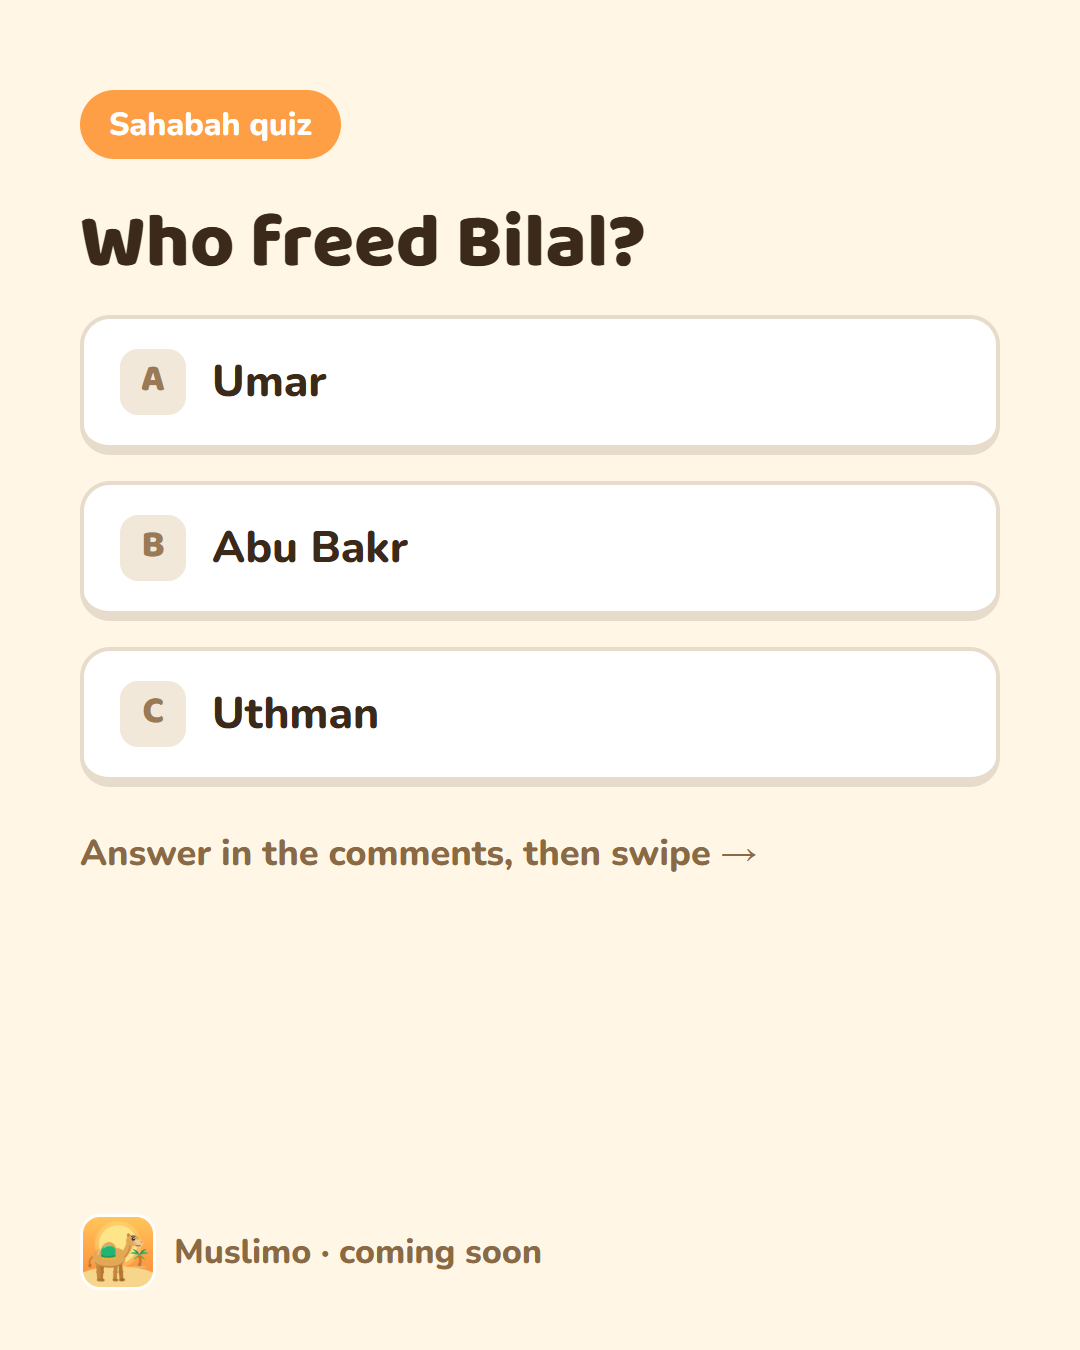 Sahabah quiz
Who freed Bilal?
A Umar
B Abu Bakr
C Uthman
Answer in the comments, then swipe →
Muslimo · coming soon